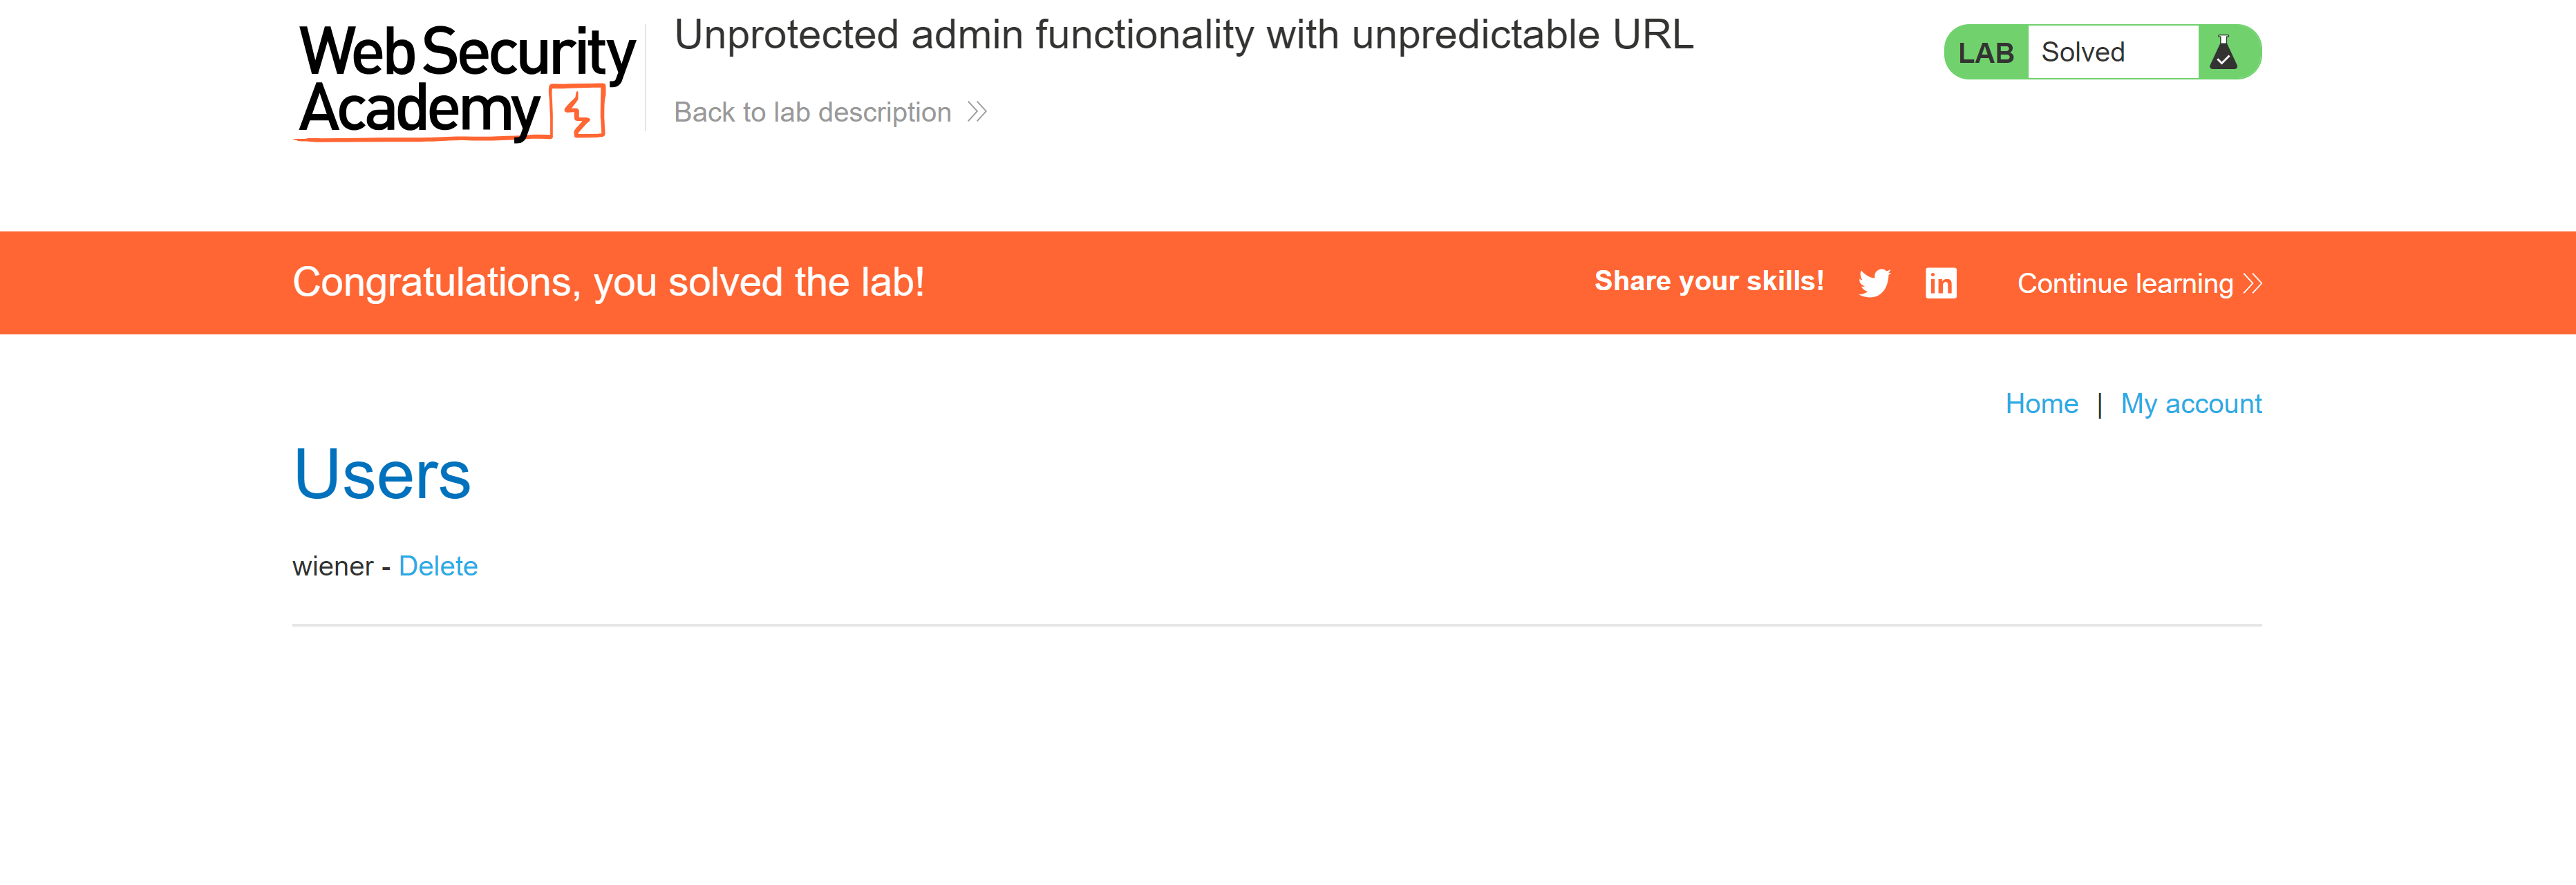 Web Security
Academy
Unprotected admin functionality with unpredictable URL
Back to lab description
LAB Solved
Congratulations, you solved the lab!
Share your skills!
Continue learning
Home | My account
Users
wiener - Delete